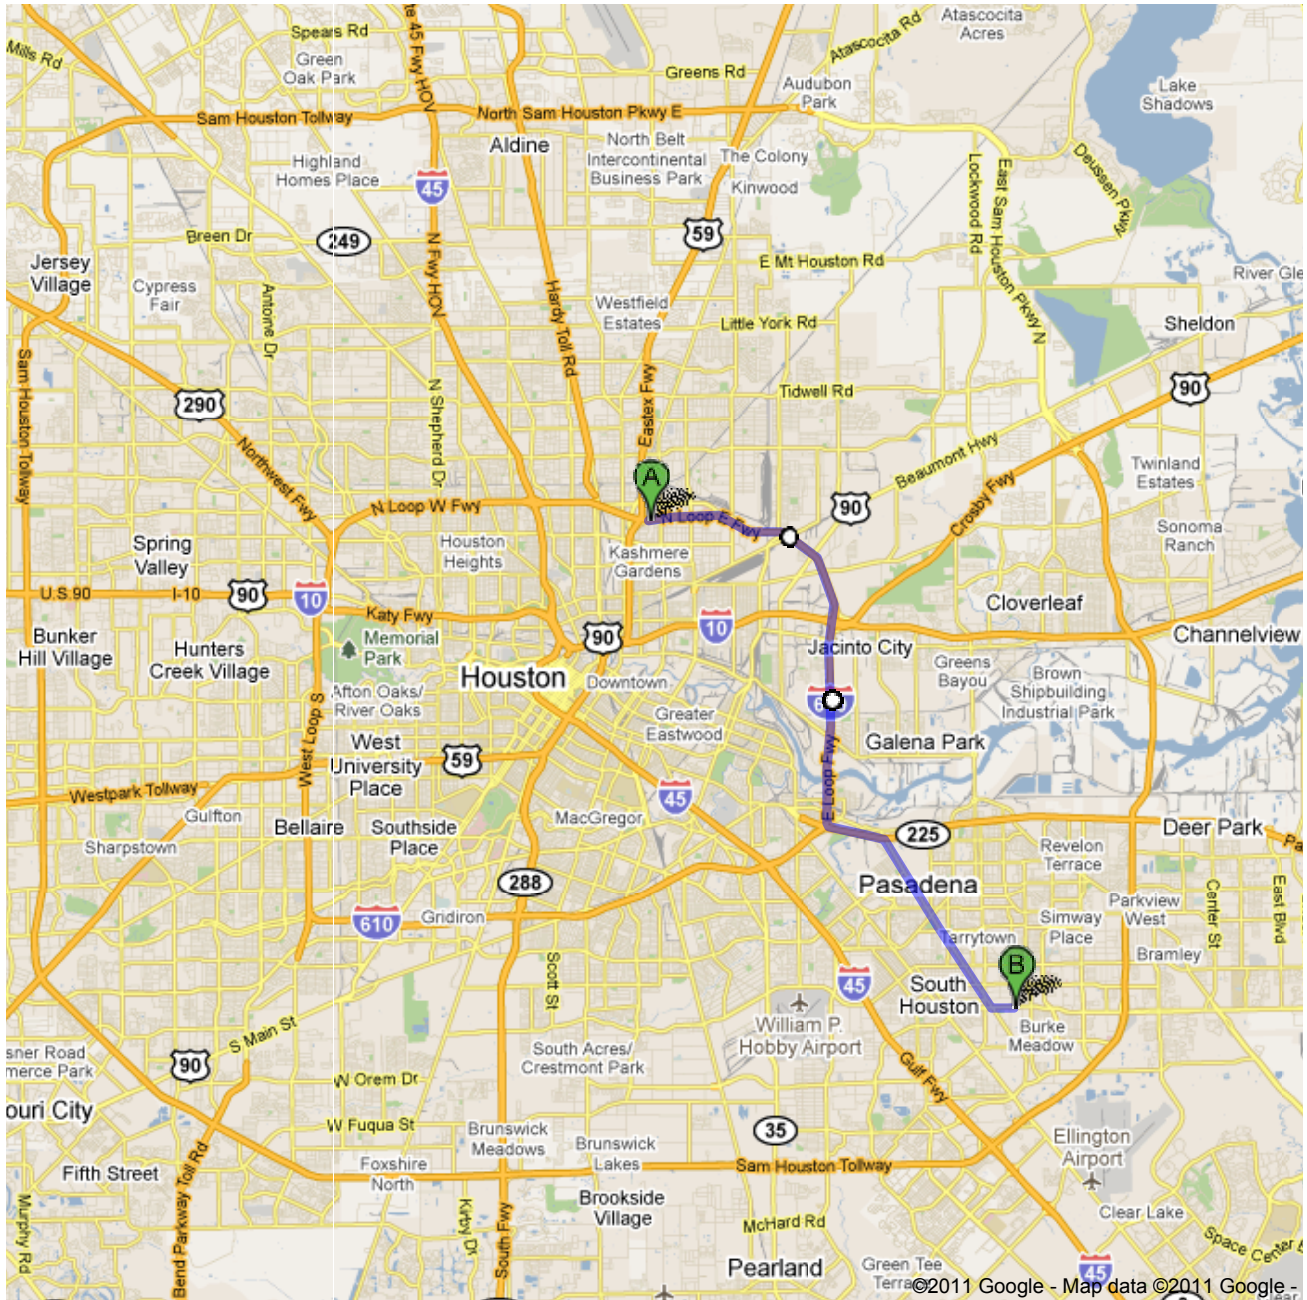 Atascocita
Acres
Spears Rd
Mills Rd
te 45 Fwy HOV
Green
Oak Park
Greens Rd
Atascocita Rd
Audubon
Park
Lake
Shadows
Sam Houston Tollway
North Sam Houston Pkwy E
Aldine
North Belt
Intercontinental
Business Park
The Colony
Kinwood
Highland
Homes Place
45
Lockwood Rd
East Sam Houston Pkwy N
Deussen Pkwy
Breen Dr
249
N Fwy HOV
59
E Mt Houston Rd
Jersey
Village
Cypress
Fair
Antoine Dr
Hardy Toll Rd
Westfield
Estates
Little York Rd
River Gle
Sheldon
Sam Houston Tollway
290
N Shepherd Dr
Eastex Fwy
Tidwell Rd
90
Northwest Fwy
A
Beaumont Hwy
Twinland
Estates
N Loop W Fwy
N Loop E Fwy
90
Crosby Fwy
Sonoma
Ranch
Spring
Valley
Houston
Heights
Kashmere
Gardens
U.S.90
I-10
90
10
Katy Fwy
90
10
Cloverleaf
Bunker
Hill Village
Hunters
Creek Village
Memorial
Park
Jacinto City
Channelview
Houston
Downtown
Greens
Bayou
Brown
Shipbuilding
Industrial Park
Afton Oaks/
River Oaks
Greater
Eastwood
West Loop S
West
University
Place
59
Galena Park
E Loop Fwy
Westpark Tollway
45
Gulfton
Bellaire
Southside
Place
MacGregor
225
Deer Park
Pa
Sharpstown
Revelon
Terrace
288
Pasadena
Center St
East Blvd
Parkview
West
610
Gridiron
Simway
Place
Tarrytown
Bramley
B
Scott St
45
South
Houston
William P.
Hobby Airport
Burke
Meadow
S Main St
sner Road
merce Park
90
South Acres/
Crestmont Park
Gulf Fwy
W Orem Dr
ouri City
W Fuqua St
Brunswick
Meadows
35
Ellington
Airport
Brunswick
Lakes
Fifth Street
Bend Parkway Toll Rd
Foxshire
North
Sam Houston Tollway
Murphy Rd
Kirby Dr
South Fwy
Brookside
Village
McHard Rd
Clear Lake
Space Center
Pearland
Green Tee
Terrace
45
©2011 Google - Map data ©2011 Google -